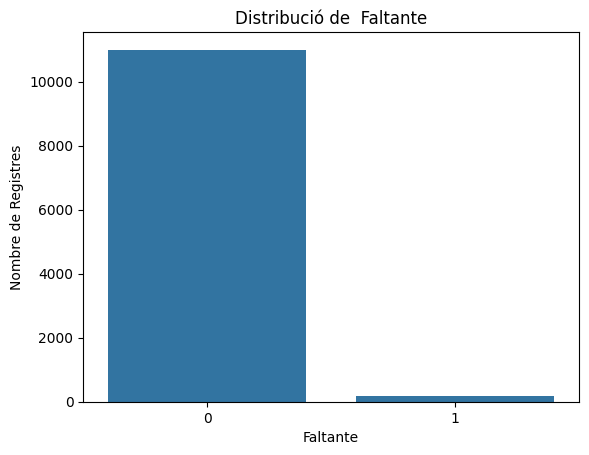 Distribució de  Faltante
Nombre de Registres
10000
8000
6000
4000
2000
0
0 1
Faltante